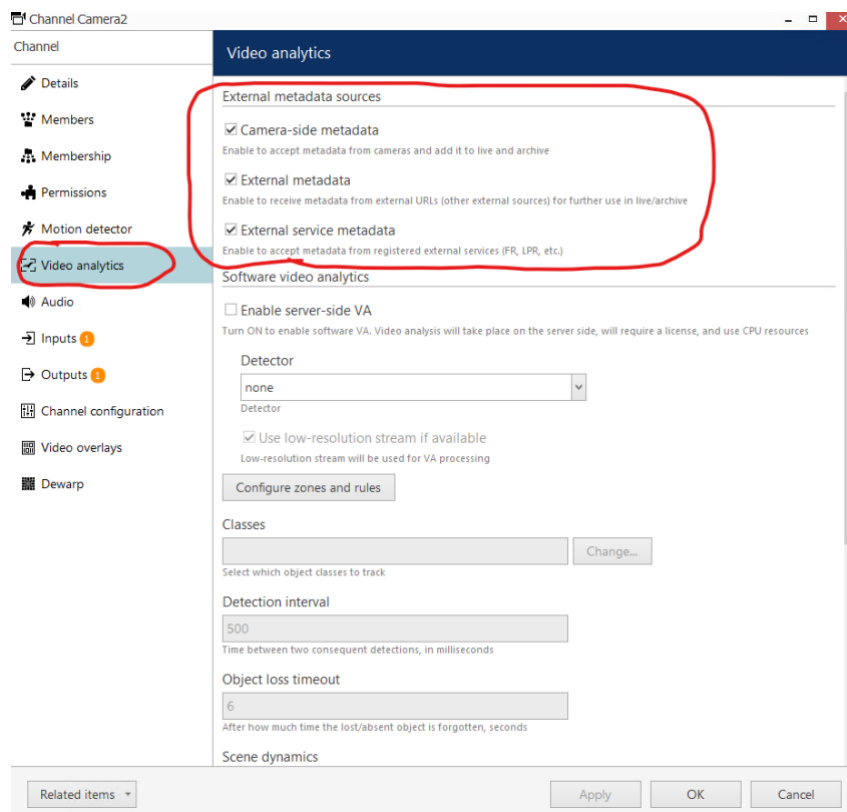 Channel Camera2
Channel
Details
Members
Membership
Permissions
Motion detector
Video analytics
Audio
Inputs 1
Outputs 1
Channel configuration
Video overlays
Dewarp
Video analytics
External metadata sources
Camera-side metadata
Enable to accept metadata from cameras and add it to live and archive
External metadata
Enable to receive metadata from external URLs (other external sources) for further use in live/archive
External service metadata
Enable to accept metadata from registered external services (FR, LPR, etc.)
Software video analytics
Enable server-side VA
Turn ON to enable software VA. Video analysis will take place on the server side, will require a license, and use CPU resources
Detector
none
Detector
Use low-resolution stream if available
Low-resolution stream will be used for VA processing
Configure zones and rules
Classes
Change...
Select which object classes to track
Detection interval
500
Time between two consequent detections, in milliseconds
Object loss timeout
6
After how much time the lost/absent object is forgotten, seconds
Scene dynamics
Related items
Apply
OK
Cancel